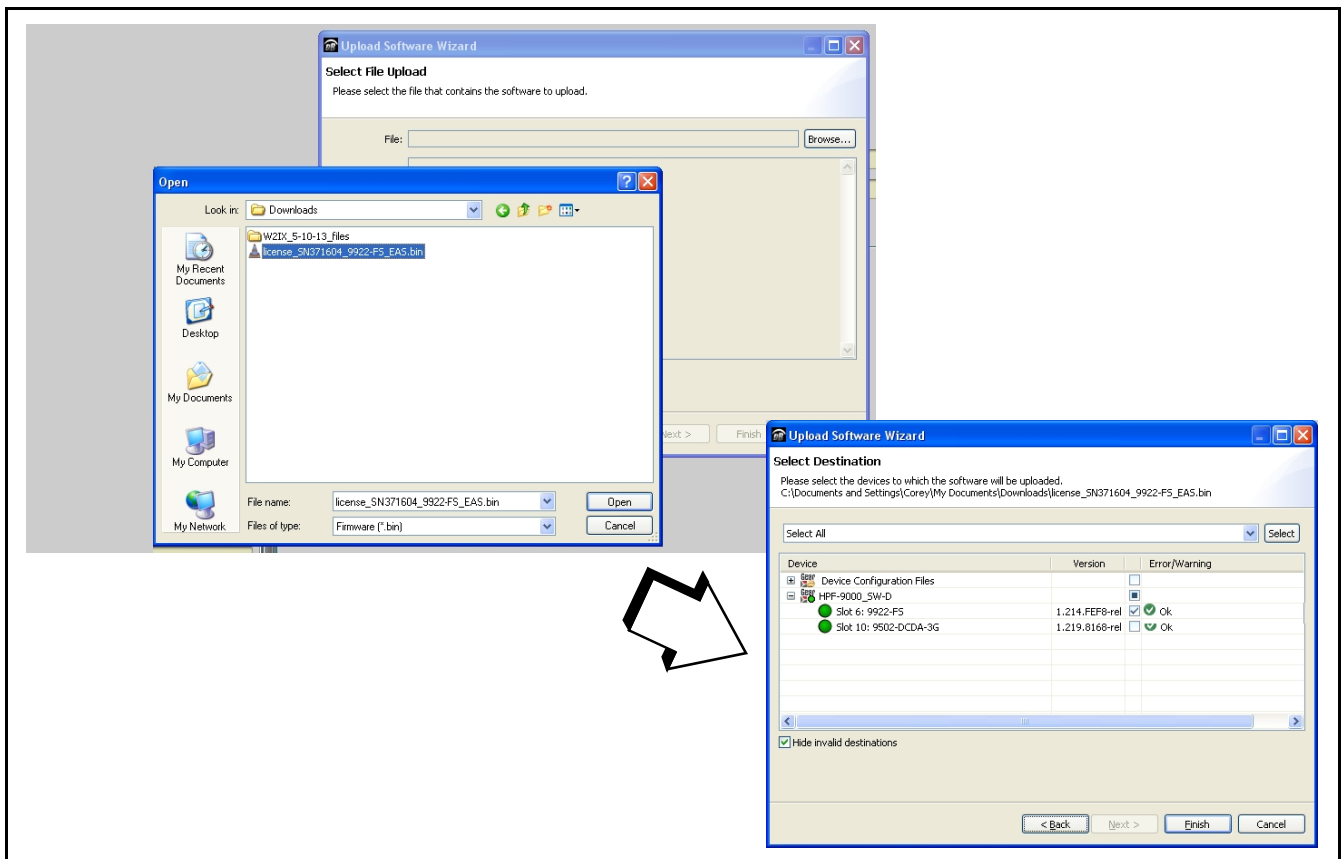 Upload Software Wizard
Select File Upload
Please select the file that contains the software to upload.
File:
Browse...
Open
Look in:
Downloads
My Recent Documents
Desktop
My Documents
My Computer
My Network
W2IX_5-10-13_files
license_SN371604_9922-FS_EAS.bin
File name:
license_SN371604_9922-FS_EAS.bin
Open
Files of type:
Firmware (*.bin)
Cancel
Next >
Finish
Upload Software Wizard
Select Destination
Please select the devices to which the software will be uploaded.
C:\Documents and Settings\Corey\My Documents\Downloads\license_SN371604_9922-FS_EAS.bin
Select All
Select
Device Version Error/Warning
Gear Device Configuration Files
Gear HPF-9000_SW-D
Slot 6: 9922-FS 1.214.FEF8-rel Ok
Slot 10: 9502-DCDA-3G 1.219.8168-rel Ok
Hide invalid destinations
< Back Next > Finish Cancel